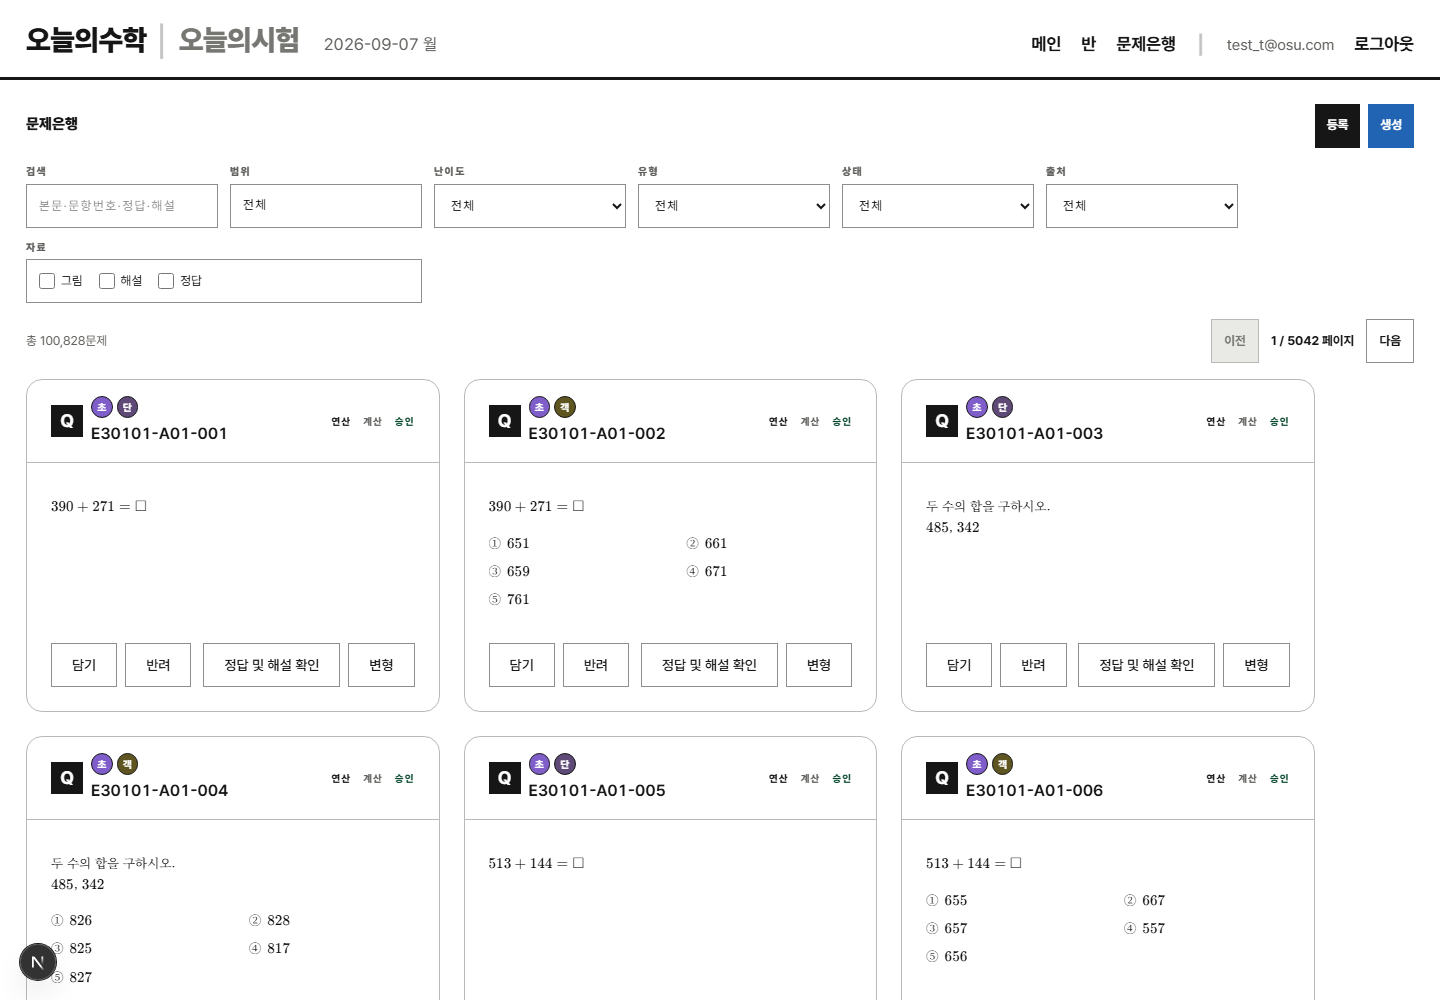 오늘의수학 | 오늘의시험 2026-09-07 월 메인 반 문제은행 | test_t@osu.com 로그아웃
문제은행 등록 생성
검색 범위 난이도 유형 상태 출처
본문·문항번호·정답·해설 전체 전체 전체 전체 전체
자료
그림 해설 정답
총 100,828문제 이전 1 / 5042 페이지 다음
Q 초 단 E30101-A01-001 연산 계산 승인
390 + 271 = □
담기 반려 정답 및 해설 확인 변형
Q 초 객 E30101-A01-002 연산 계산 승인
390 + 271 = □
① 651 ② 661
③ 659 ④ 671
⑤ 761
담기 반려 정답 및 해설 확인 변형
Q 초 단 E30101-A01-003 연산 계산 승인
두 수의 합을 구하시오.
485, 342
담기 반려 정답 및 해설 확인 변형
Q 초 객 E30101-A01-004 연산 계산 승인
두 수의 합을 구하시오.
485, 342
① 826 ② 828
③ 825 ④ 817
⑤ 827
N
Q 초 단 E30101-A01-005 연산 계산 승인
513 + 144 = □
Q 초 객 E30101-A01-006 연산 계산 승인
513 + 144 = □
① 655 ② 667
③ 657 ④ 557
⑤ 656